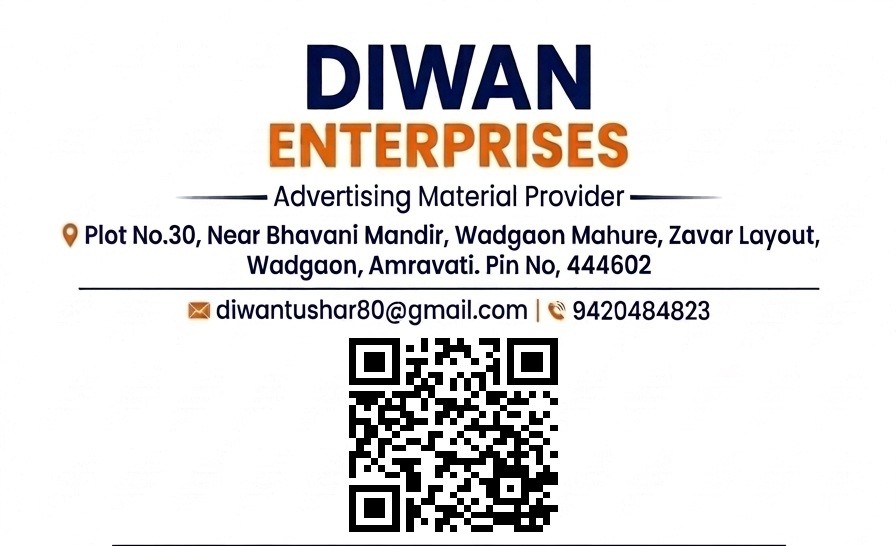 DIWAN
ENTERPRISES
Advertising Material Provider
Plot No.30, Near Bhavani Mandir, Wadgaon Mahure, Zavar Layout,
Wadgaon, Amravati. Pin No, 444602
diwantushar80@gmail.com | 9420484823